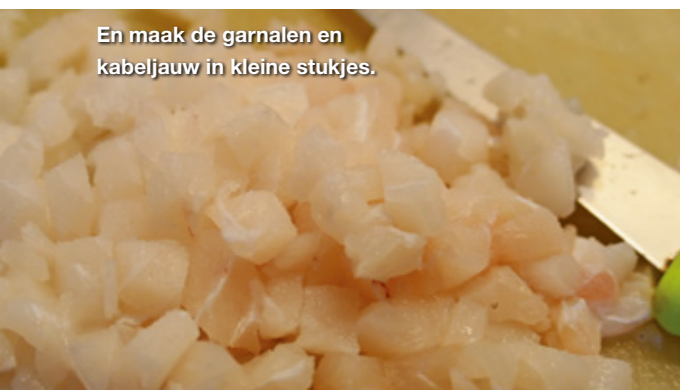 En maak de garnalen en
kabeljauw in kleine stukjes.